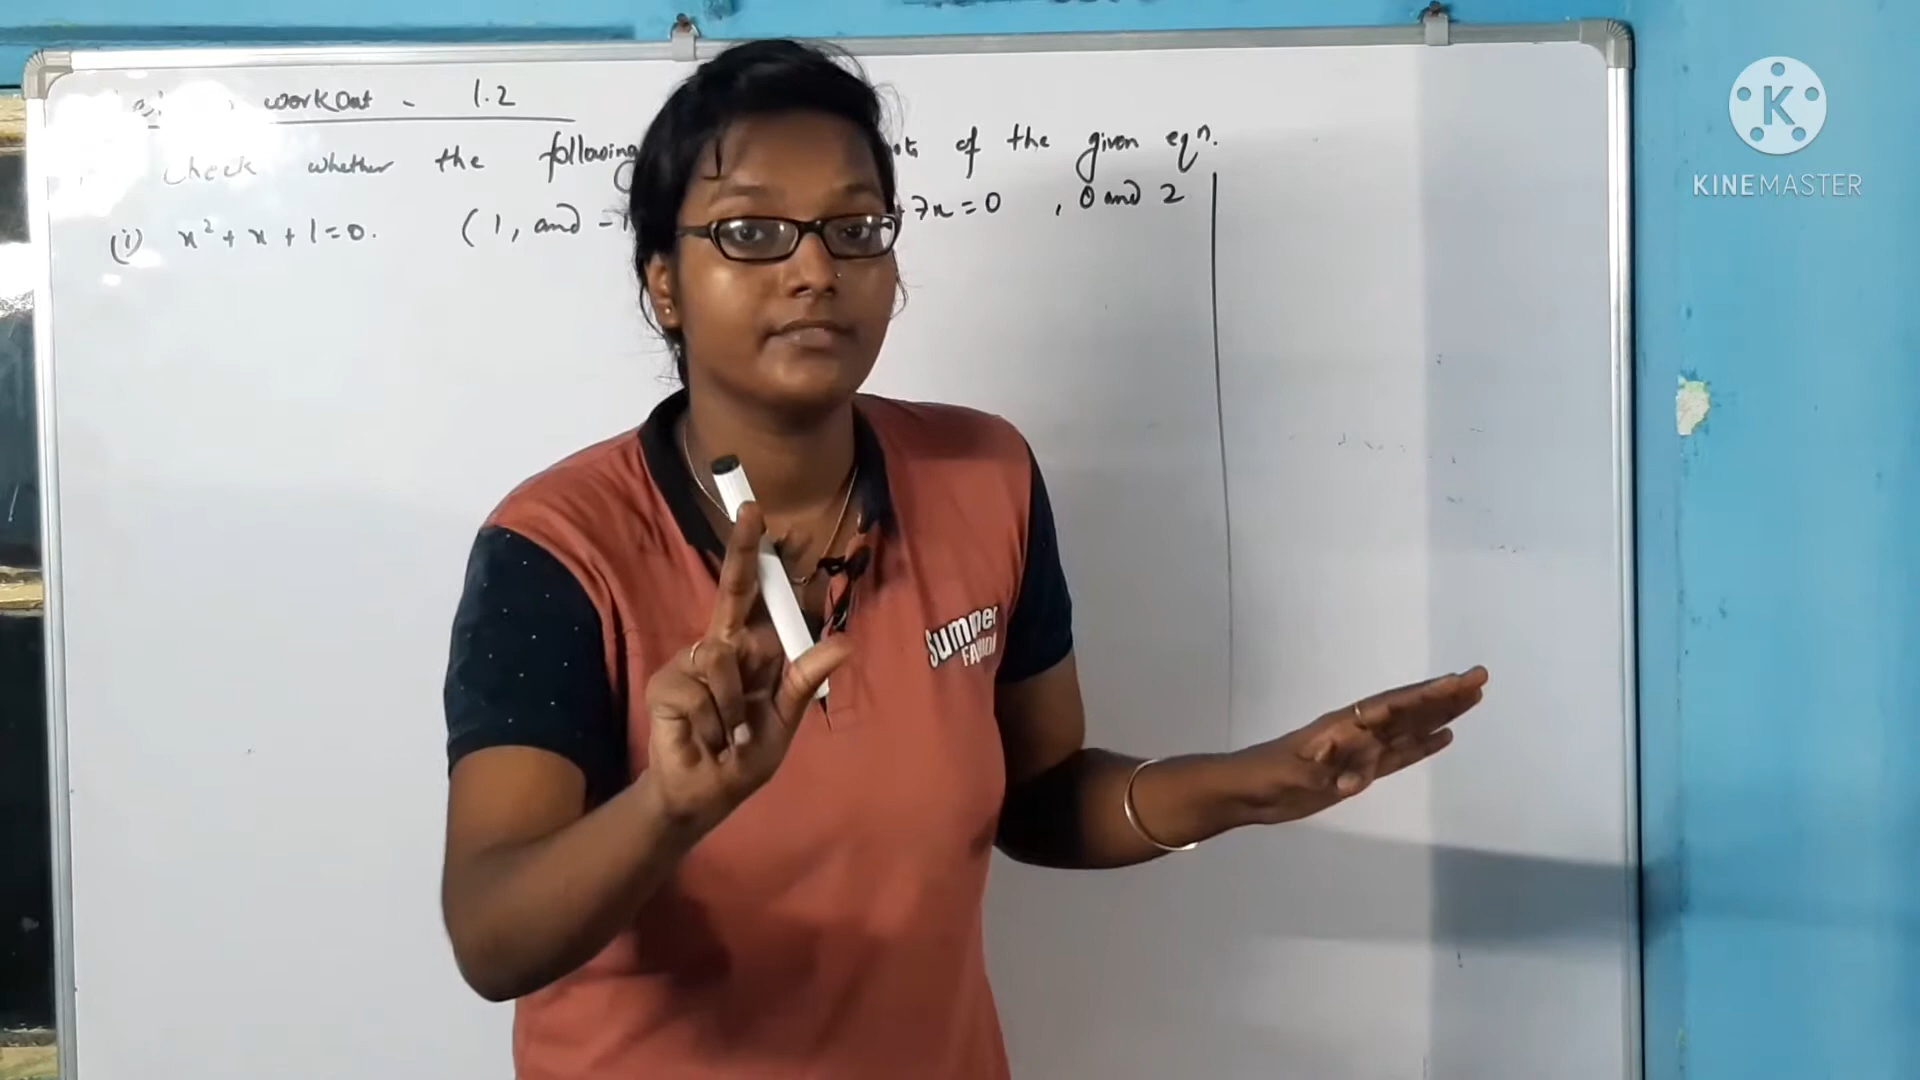 workout - 1.2
check whether the following of the given eqn.
(i) x² + x + 1 = 0. (1, and -1 + 7x = 0 , 0 and 2
K
KINEMASTER
Summer